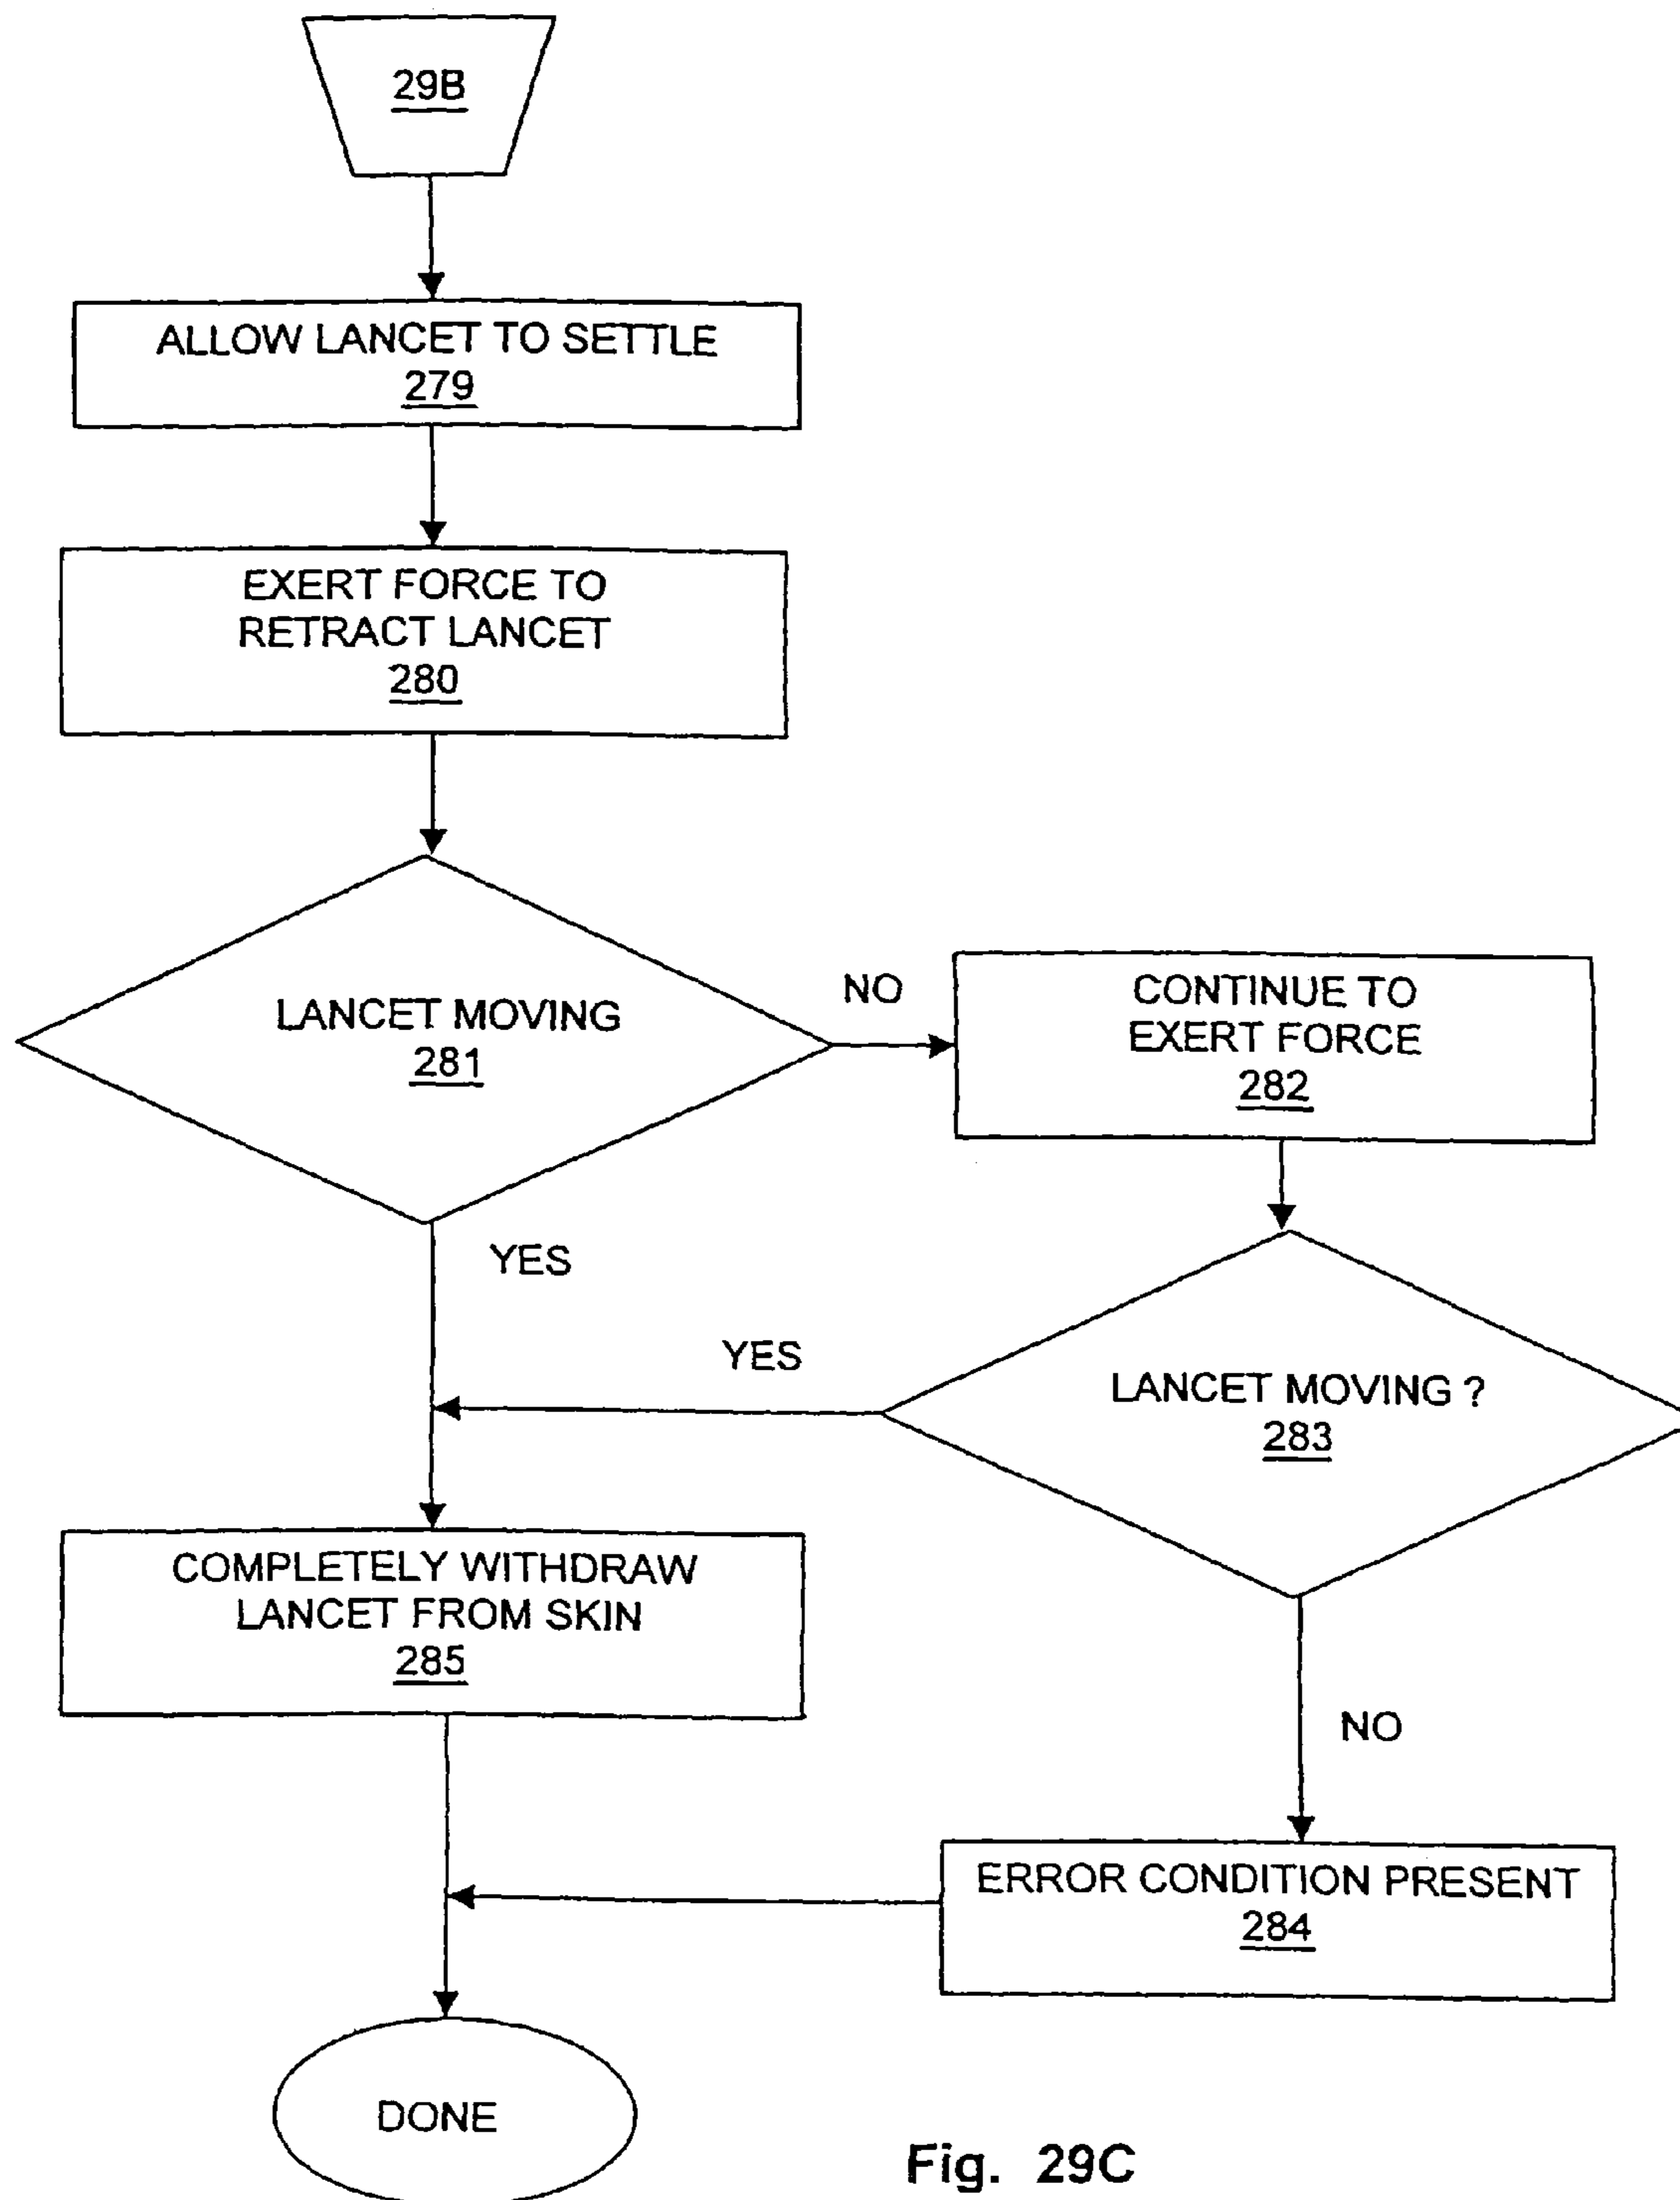 29B
ALLOW LANCET TO SETTLE
279
EXERT FORCE TO
RETRACT LANCET
280
LANCET MOVING
281
NO
CONTINUE TO
EXERT FORCE
282
YES
YES
LANCET MOVING ?
283
COMPLETELY WITHDRAW
LANCET FROM SKIN
285
NO
ERROR CONDITION PRESENT
284
DONE
Fig. 29C